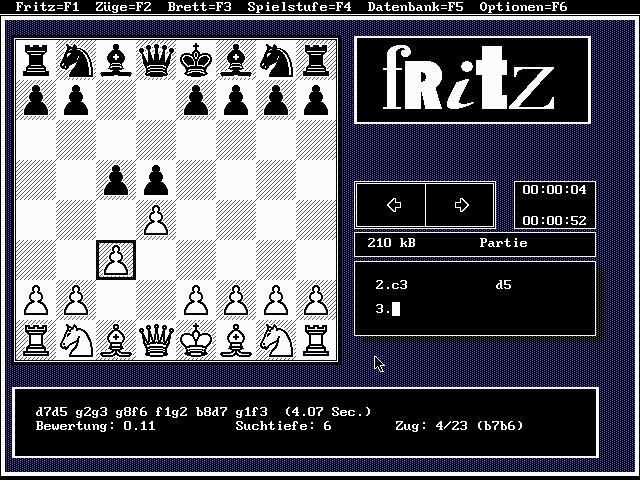 Fritz=F1 Züge=F2 Brett=F3 Spielstufe=F4 Datenbank=F5 Optionen=F6
fRitz
00:00:04
00:00:52
210 kB Partie
2.c3 d5
3.
d7d5 g2g3 g8f6 f1g2 b8d7 g1f3 (4.07 Sec.)
Bewertung: 0.11 Suchtiefe: 6 Zug: 4/23 (b7b6)